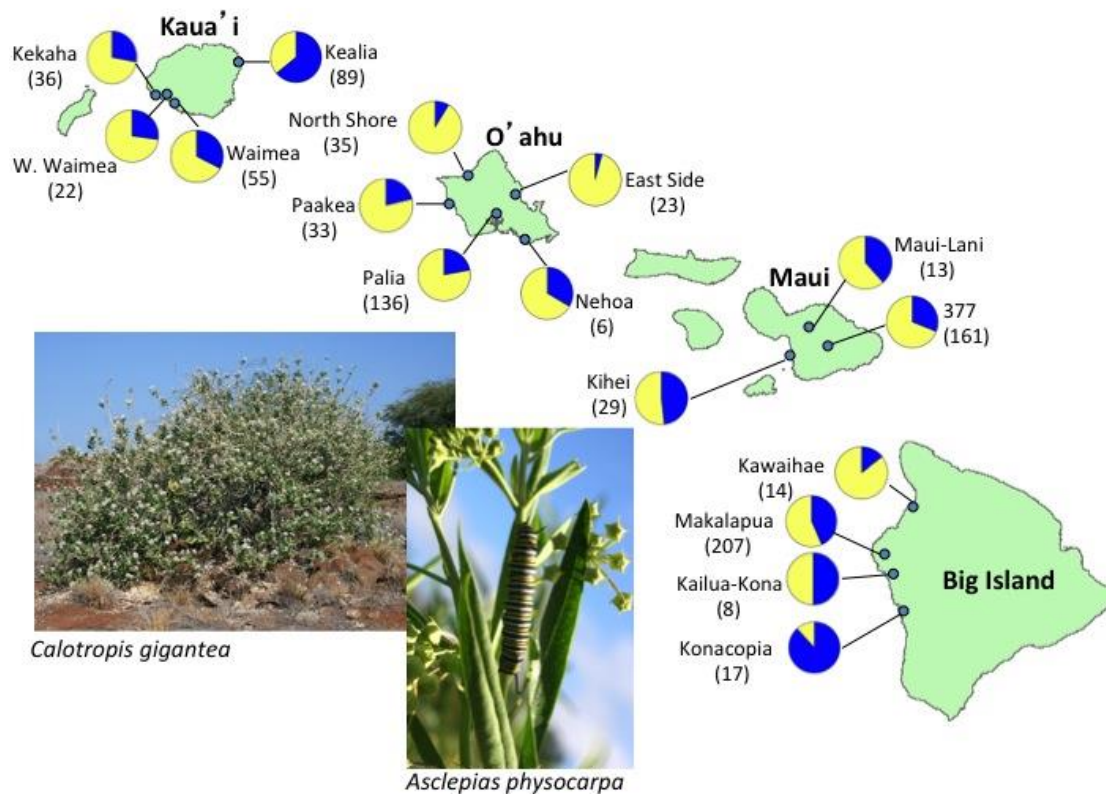 Kaua' i
Kekaha
(36)
Kealia
(89)
W. Waimea
(22)
Waimea
(55)
North Shore
(35)
O' ahu
East Side
(23)
Paakea
(33)
Palia
(136)
Nehoa
(6)
Maui
Maui-Lani
(13)
377
(161)
Kihei
(29)
Kawaihae
(14)
Makalapua
(207)
Kailua-Kona
(8)
Konacopia
(17)
Big Island
Calotropis gigantea
Asclepias physocarpa